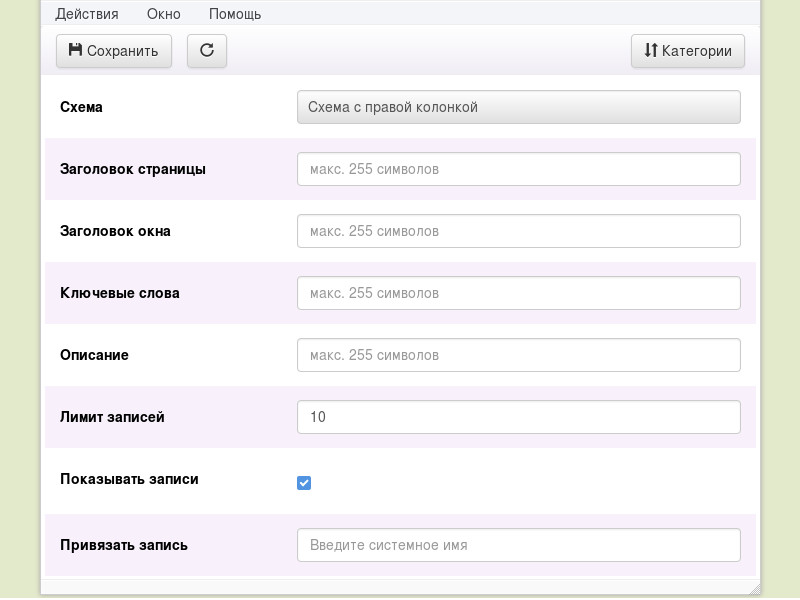 Действия Окно Помощь
Сохранить Категории
Схема Схема с правой колонкой
Заголовок страницы макс. 255 символов
Заголовок окна макс. 255 символов
Ключевые слова макс. 255 символов
Описание макс. 255 символов
Лимит записей 10
Показывать записи
Привязать запись Введите системное имя